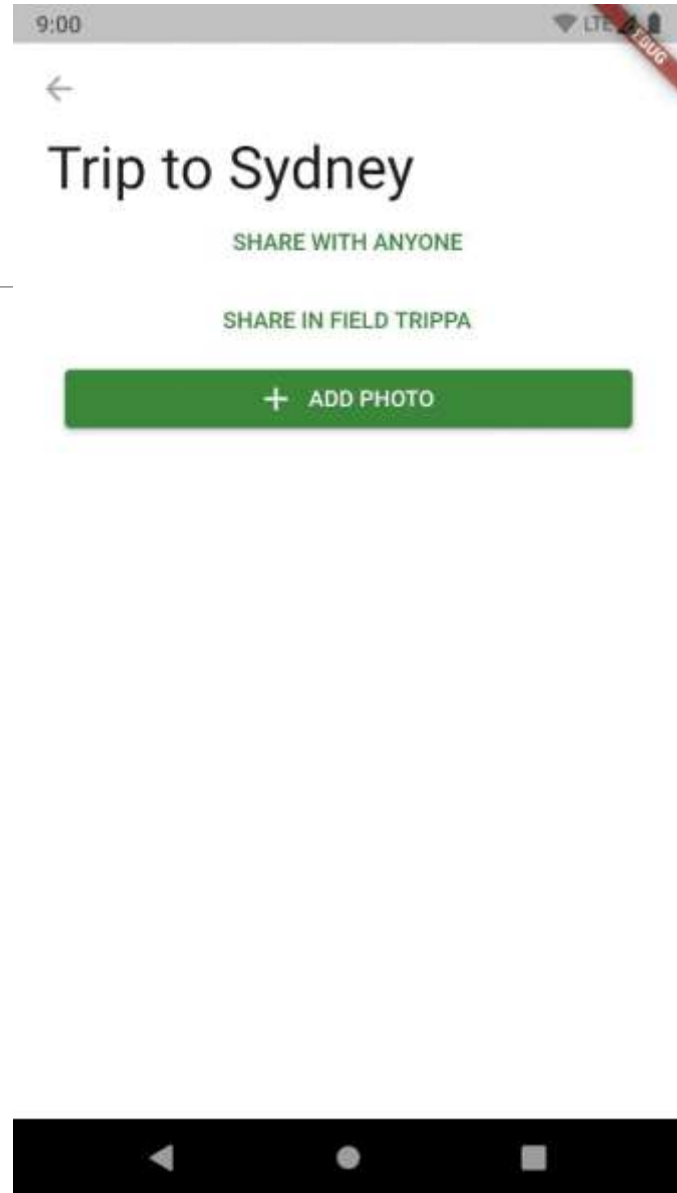 9:00
LTE
DEBUG
Trip to Sydney
SHARE WITH ANYONE
SHARE IN FIELD TRIPPA
+ ADD PHOTO